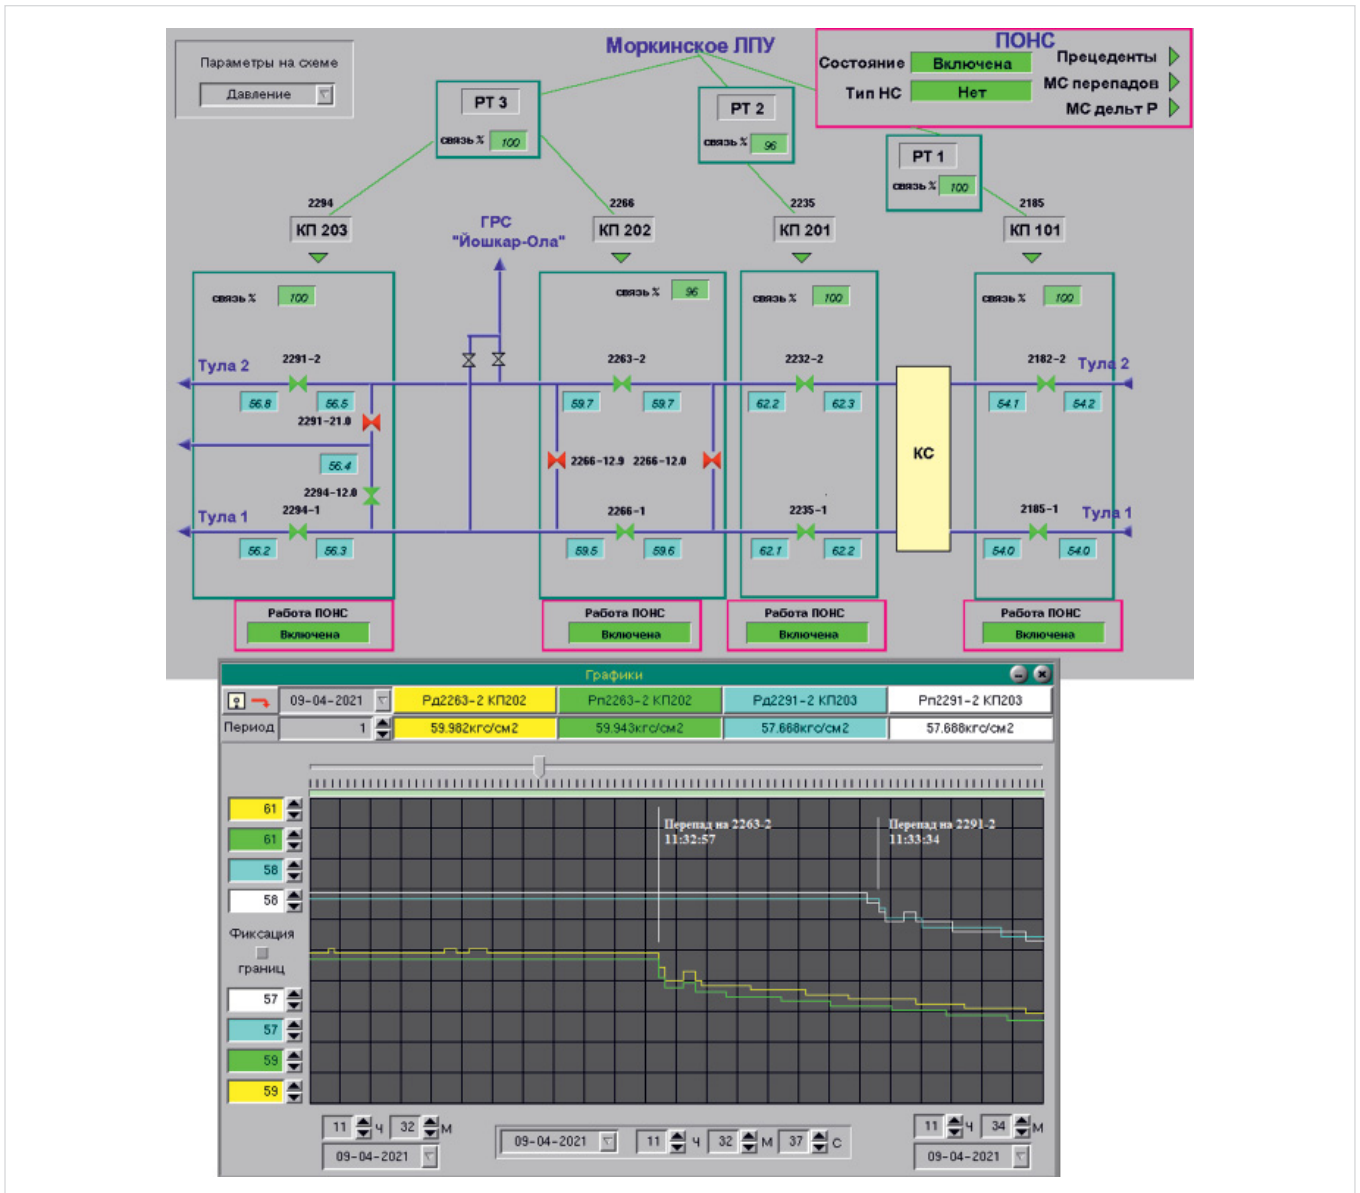 Моркинское ЛПУ
Параметры на схеме
Давление
ПОНС
Состояние Включена Прецеденты
Тип НС Нет МС перепадов
МС дельт Р
РТ 3
связь % 100
РТ 2
связь % 96
РТ 1
связь % 100
2294 2266 2235 2185
КП 203 КП 202 КП 201 КП 101
ГРС
"Йошкар-Ола"
связь % 100 связь % 96 связь % 100 связь % 100
Тула 2 2291-2 2263-2 2232-2 2182-2 Тула 2
56.8 56.5 59.7 59.7 62.2 62.3 54.1 54.2
2291-21.0
56.4 2266-12.9 2266-12.0 КС
2294-12.0
Тула 1 2294-1 2266-1 2235-1 2185-1 Тула 1
56.2 56.3 59.5 59.6 62.1 62.2 54.0 54.0
Работа ПОНС Работа ПОНС Работа ПОНС Работа ПОНС
Включена Включена Включена Включена
Графики
09-04-2021 Рд2263-2 КП202 Рп2263-2 КП202 Рд2291-2 КП203 Рп2291-2 КП203
Период 1 59.982кгс/см2 59.943кгс/см2 57.668кгс/см2 57.688кгс/см2
61
61
58
58
Фиксация
границ
57
57
59
59
Перепад на 2263-2
11:32:57
Перепад на 2291-2
11:33:34
11 Ч 32 М
09-04-2021
09-04-2021 11 Ч 32 М 37 С
11 Ч 34 М
09-04-2021